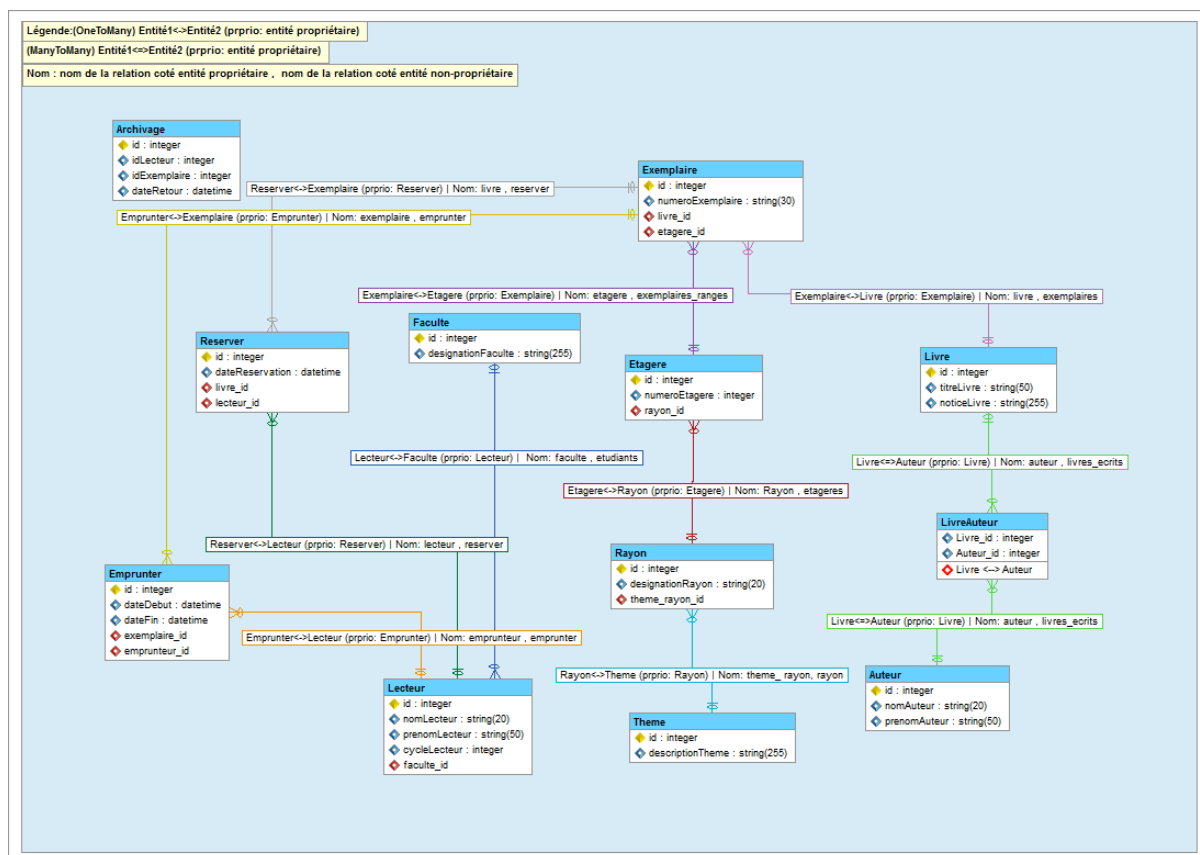 Légende:(OneToMany) Entité1<->Entité2 (prprio: entité propriétaire)
(ManyToMany) Entité1<=>Entité2 (prprio: entité propriétaire)
Nom : nom de la relation coté entité propriétaire , nom de la relation coté entité non-propriétaire
Archivage
id : integer
idLecteur : integer
idExemplaire : integer
dateRetour : datetime
Exemplaire
id : integer
numeroExemplaire : string(30)
livre_id
etagere_id
Reserver<->Exemplaire (prprio: Reserver) | Nom: livre , reserver
Emprunter<->Exemplaire (prprio: Emprunter) | Nom: exemplaire , emprunter
Exemplaire<->Etagere (prprio: Exemplaire) | Nom: etagere , exemplaires_ranges
Exemplaire<->Livre (prprio: Exemplaire) | Nom: livre , exemplaires
Faculte
id : integer
designationFaculte : string(255)
Reserver
id : integer
dateReservation : datetime
livre_id
lecteur_id
Etagere
id : integer
numeroEtagere : integer
rayon_id
Livre
id : integer
titreLivre : string(50)
noticeLivre : string(255)
Lecteur<->Faculte (prprio: Lecteur) | Nom: faculte , etudiants
Livre<=>Auteur (prprio: Livre) | Nom: auteur , livres_ecrits
Etagere<->Rayon (prprio: Etagere) | Nom: Rayon , etageres
LivreAuteur
Livre_id : integer
Auteur_id : integer
Livre <--> Auteur
Reserver<->Lecteur (prprio: Reserver) | Nom: lecteur , reserver
Rayon
id : integer
designationRayon : string(20)
theme_rayon_id
Emprunter
id : integer
dateDebut : datetime
dateFin : datetime
exemplaire_id
emprunteur_id
Livre<=>Auteur (prprio: Livre) | Nom: auteur , livres_ecrits
Emprunter<->Lecteur (prprio: Emprunter) | Nom: emprunteur , emprunter
Rayon<->Theme (prprio: Rayon) | Nom: theme_ rayon, rayon
Lecteur
id : integer
nomLecteur : string(20)
prenomLecteur : string(50)
cycleLecteur : integer
faculte_id
Theme
id : integer
descriptionTheme : string(255)
Auteur
id : integer
nomAuteur : string(20)
prenomAuteur : string(50)